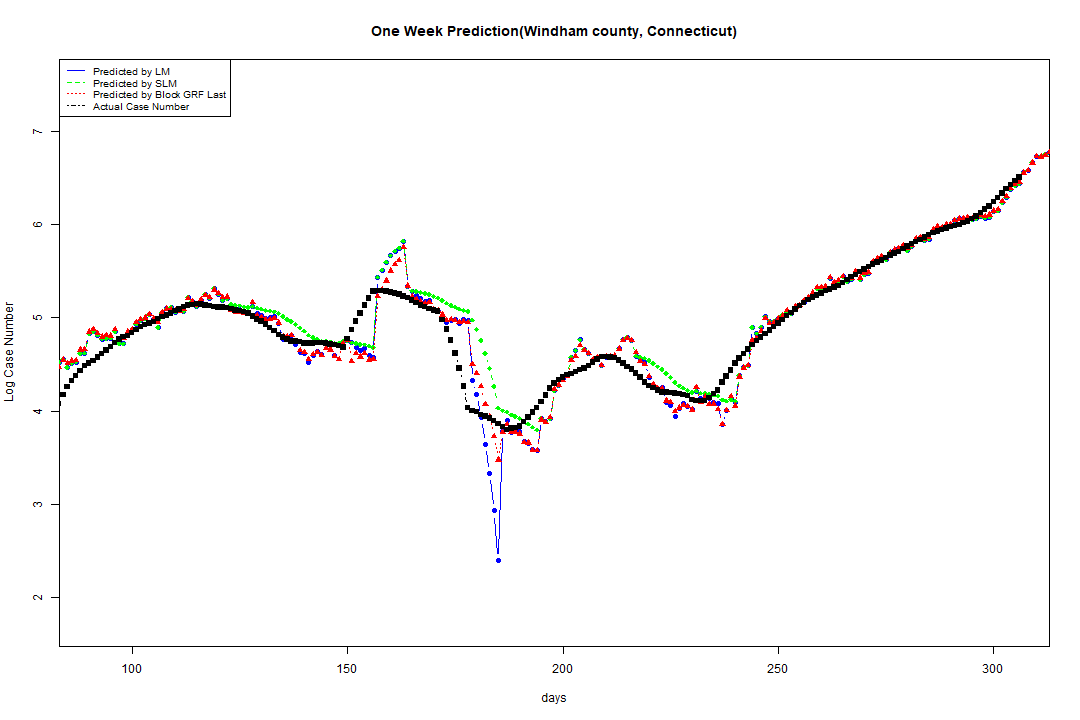 One Week Prediction(Windham county, Connecticut)
Predicted by LM
Predicted by SLM
Predicted by Block GRF Last
Actual Case Number
Log Case Number
7
6
5
4
3
2
100 150 200 250 300
days